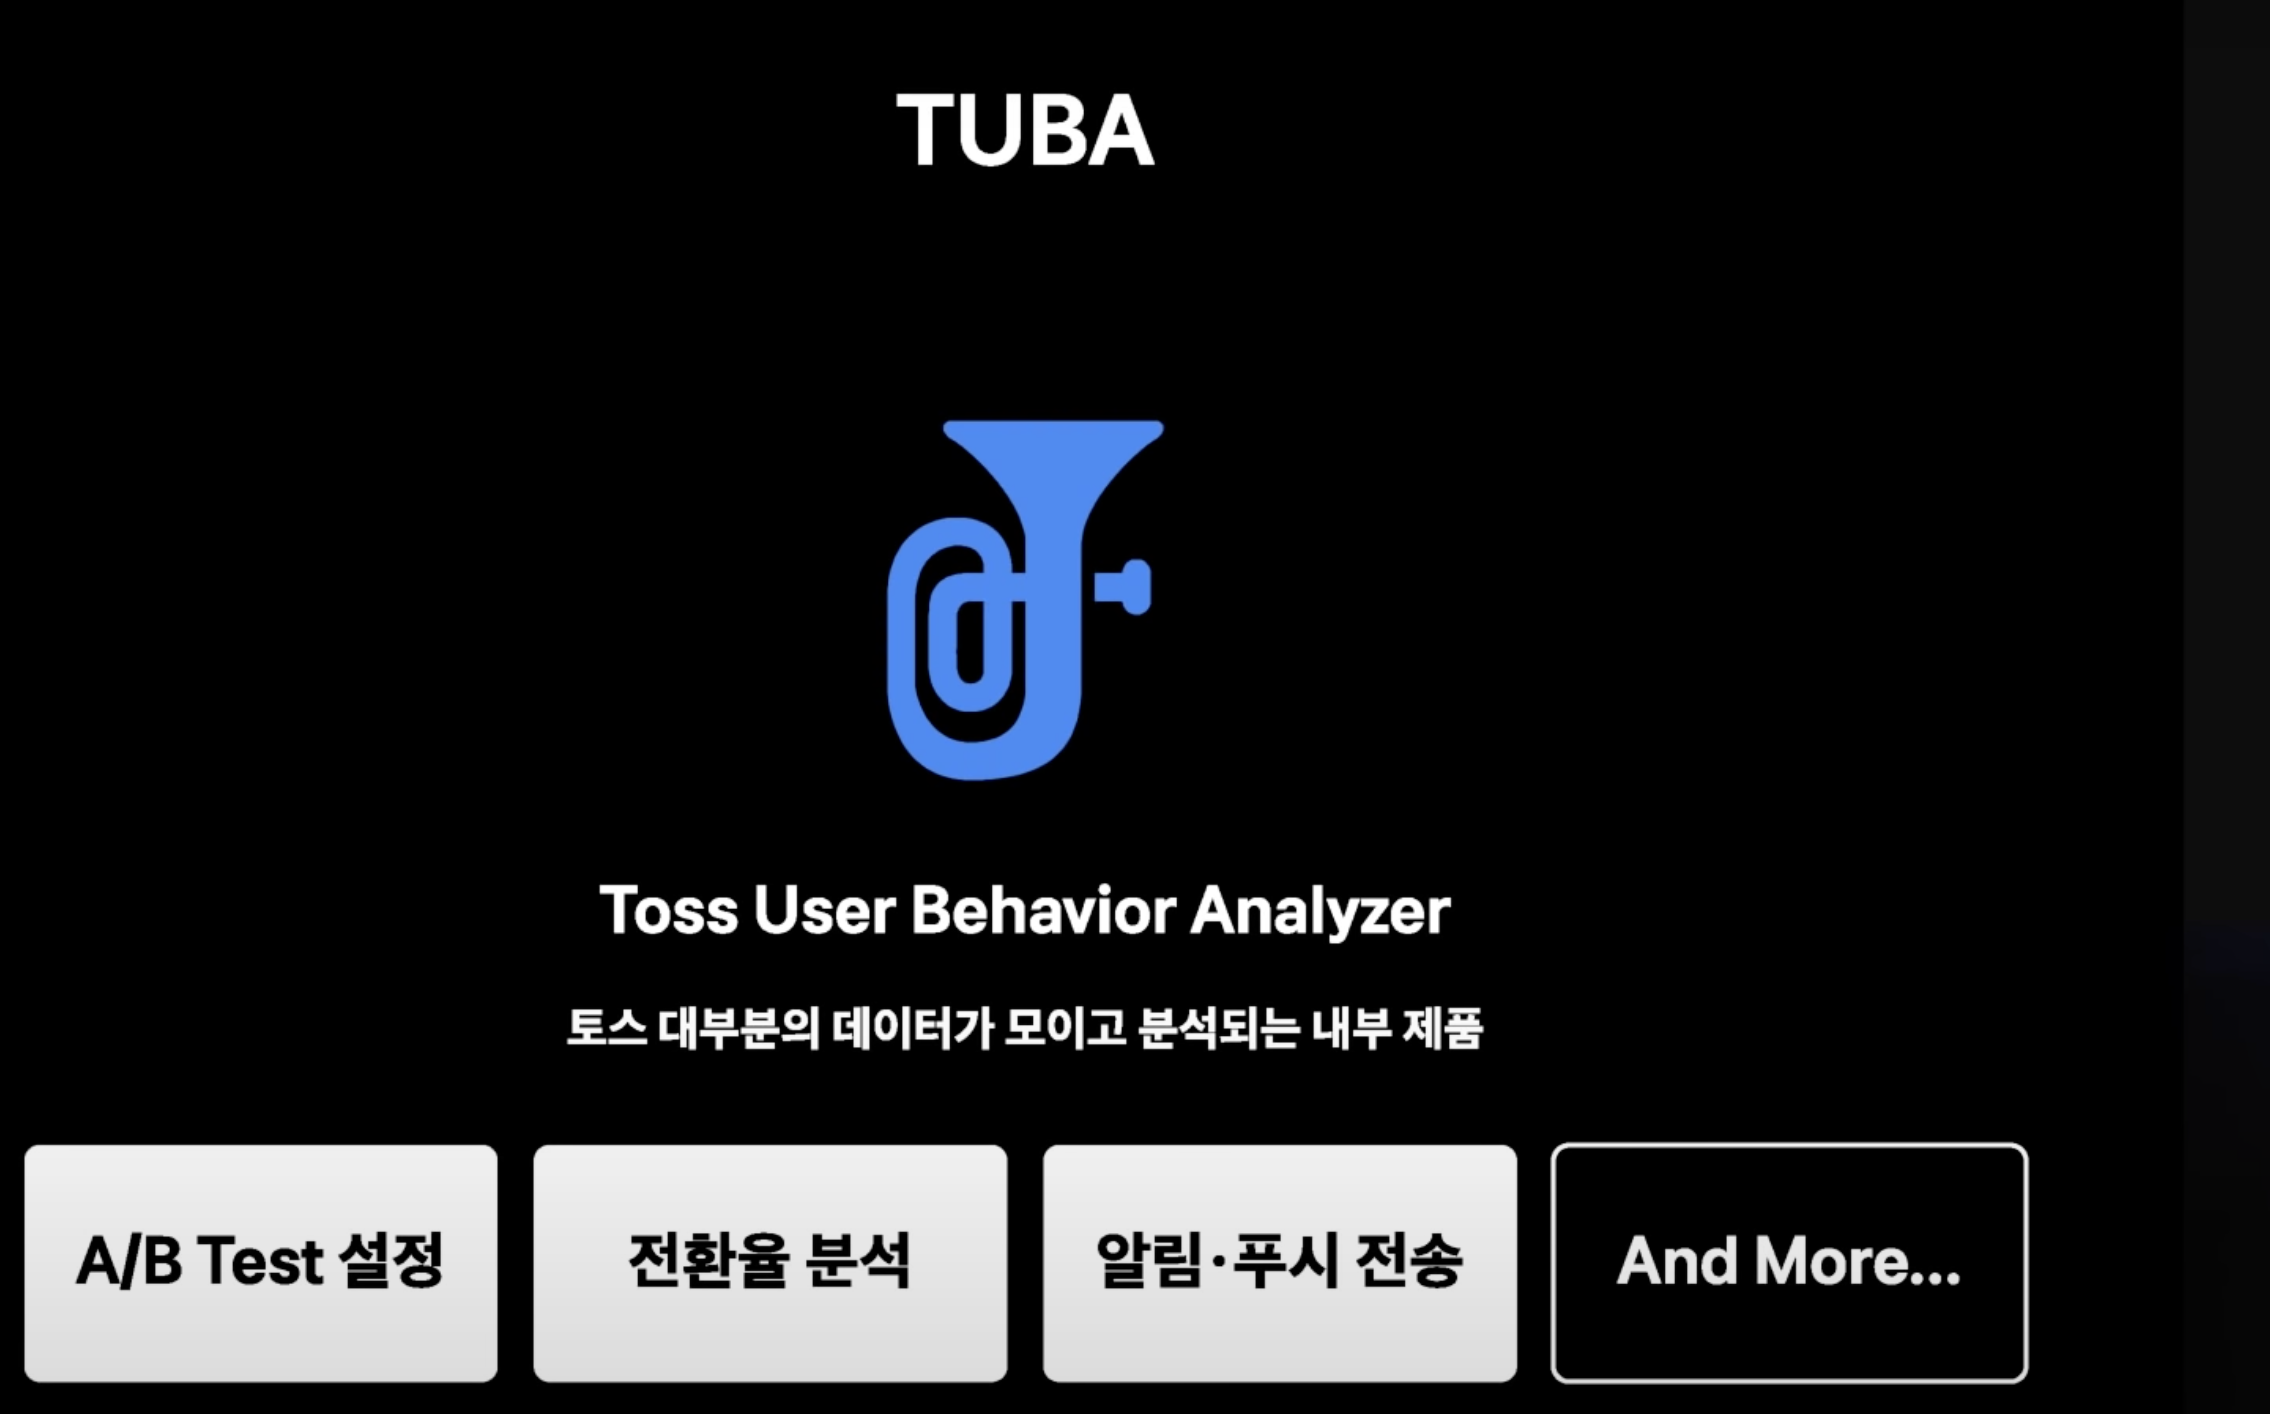 TUBA
Toss User Behavior Analyzer
토스 대부분의 데이터가 모이고 분석되는 내부 제품
A/B Test 설정
전환율 분석
알림·푸시 전송
And More...